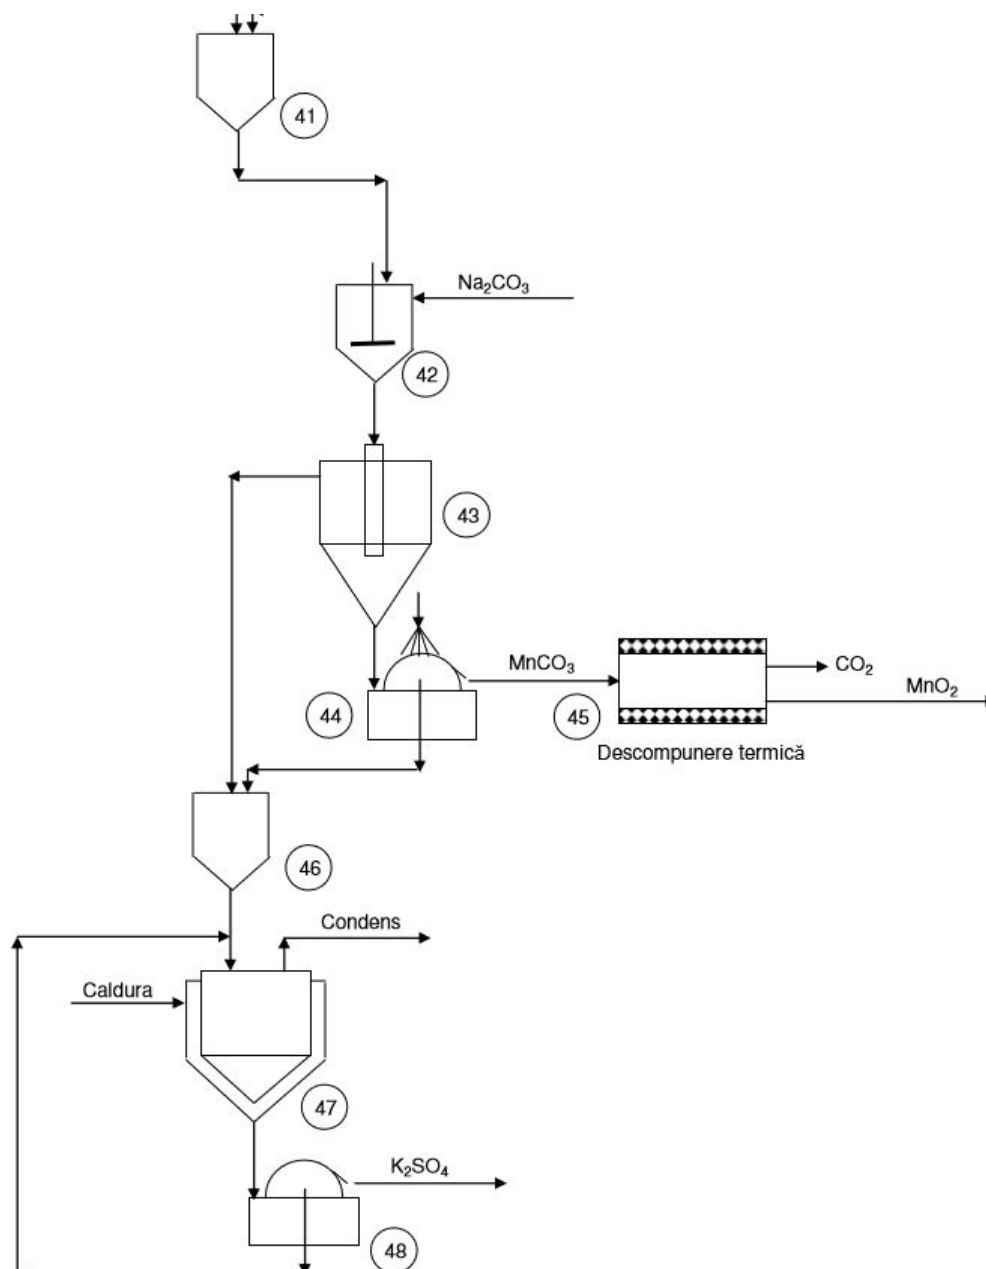 41
Na₂CO₃
42
43
MnCO₃
CO₂
MnO₂
44
45
Descompunere termică
46
Condens
Caldura
47
K₂SO₄
48